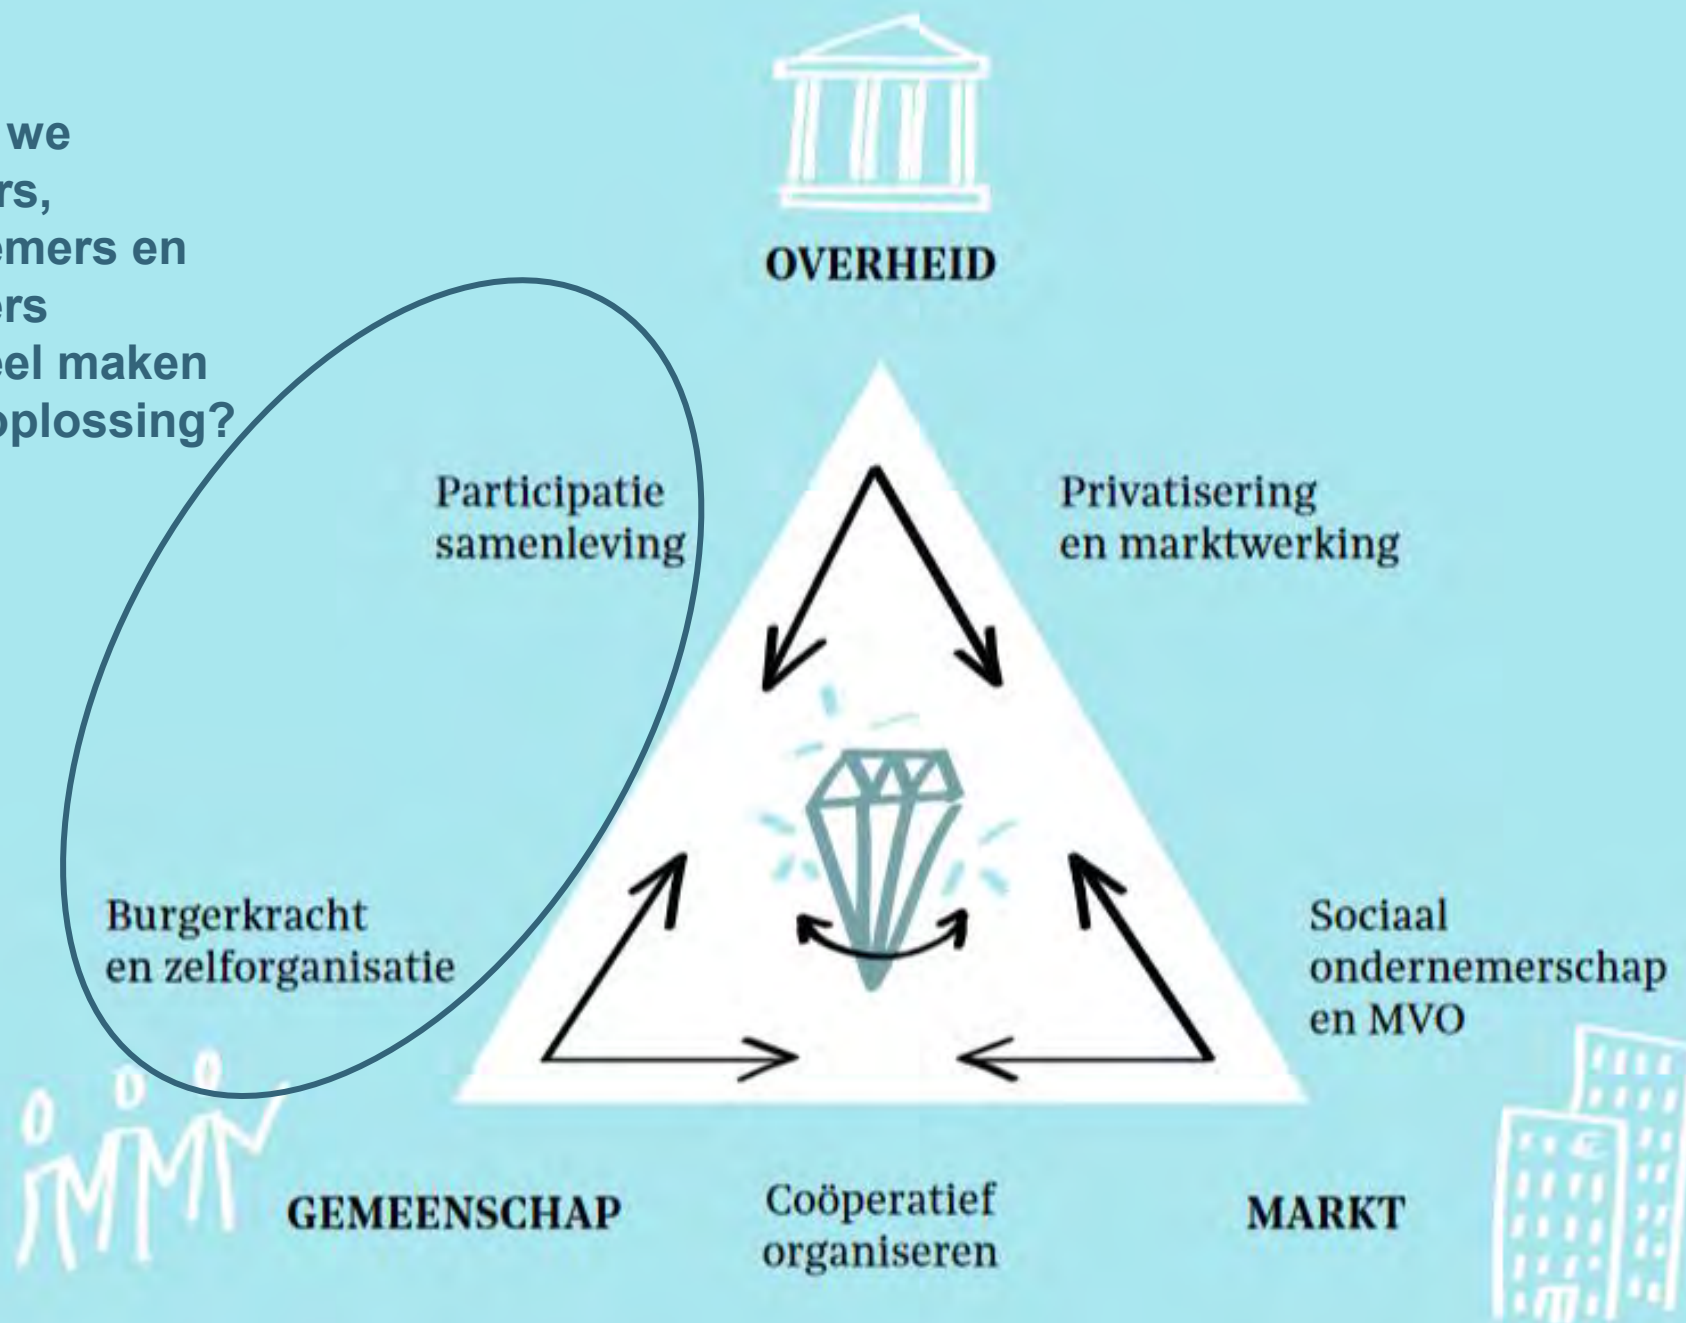 we
rs,
emers en
ers
eel maken
oplossing?
OVERHEID
Participatie
samenleving
Privatisering
en marktwerking
Burgerkracht
en zelforganisatie
Sociaal
ondernemerschap
en MVO
GEMEENSCHAP
Coöperatief
organiseren
MARKT